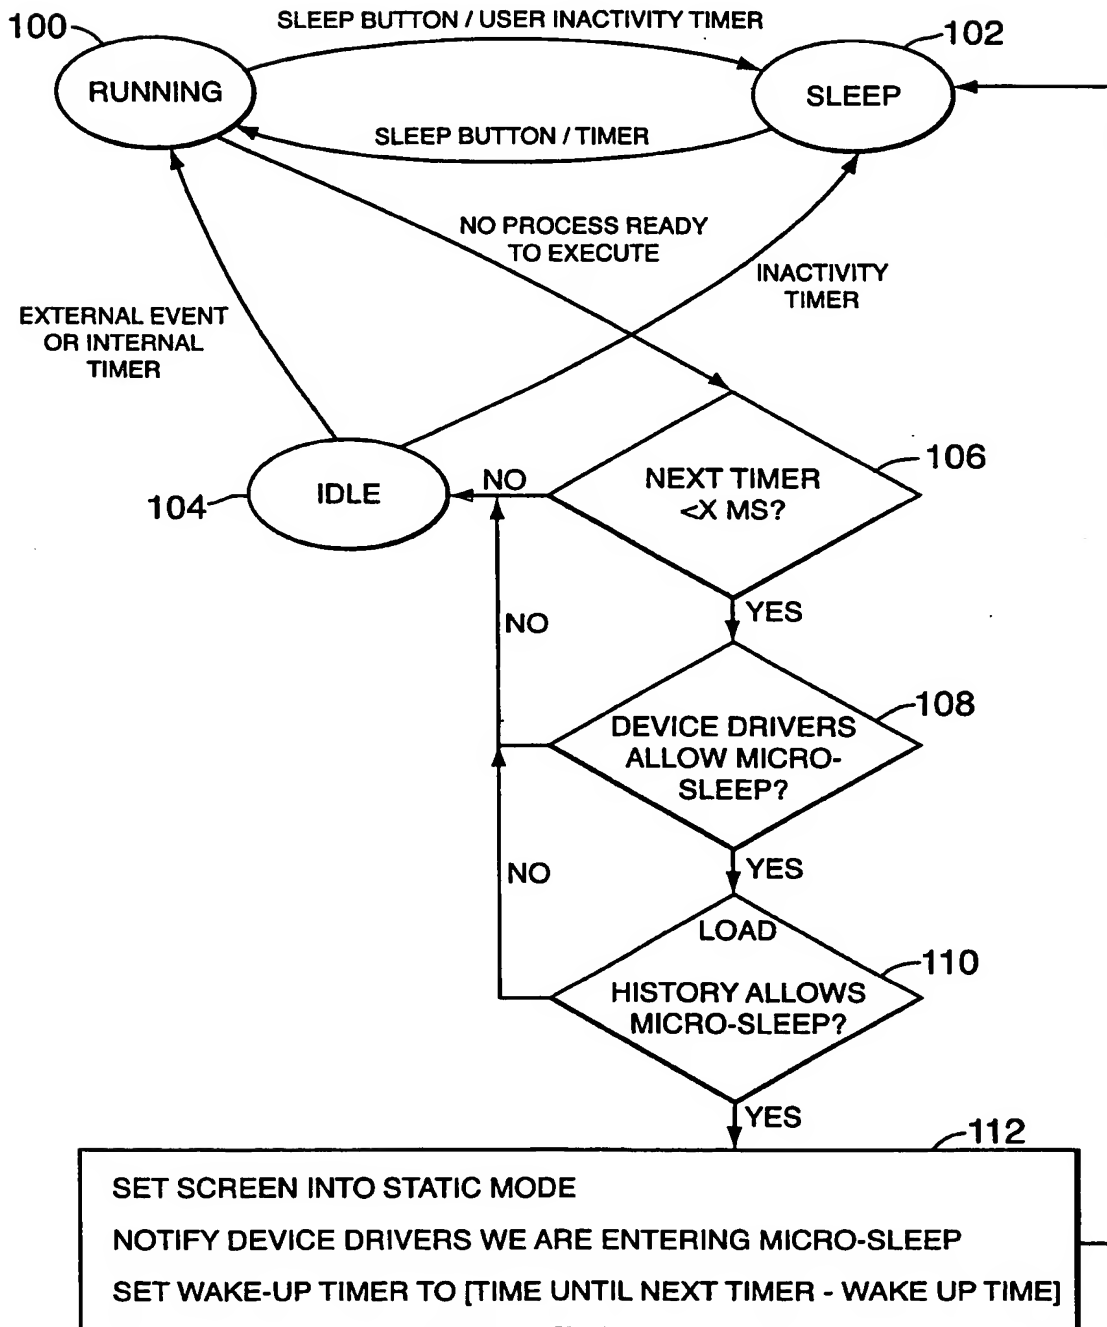 100
SLEEP BUTTON / USER INACTIVITY TIMER
102
RUNNING
SLEEP
SLEEP BUTTON / TIMER
NO PROCESS READY
TO EXECUTE
INACTIVITY
TIMER
EXTERNAL EVENT
OR INTERNAL
TIMER
104
IDLE
NO
NEXT TIMER
<X MS?
106
YES
NO
DEVICE DRIVERS
ALLOW MICRO-
SLEEP?
108
YES
NO
LOAD
HISTORY ALLOWS
MICRO-SLEEP?
110
YES
112
SET SCREEN INTO STATIC MODE
NOTIFY DEVICE DRIVERS WE ARE ENTERING MICRO-SLEEP
SET WAKE-UP TIMER TO [TIME UNTIL NEXT TIMER - WAKE UP TIME]